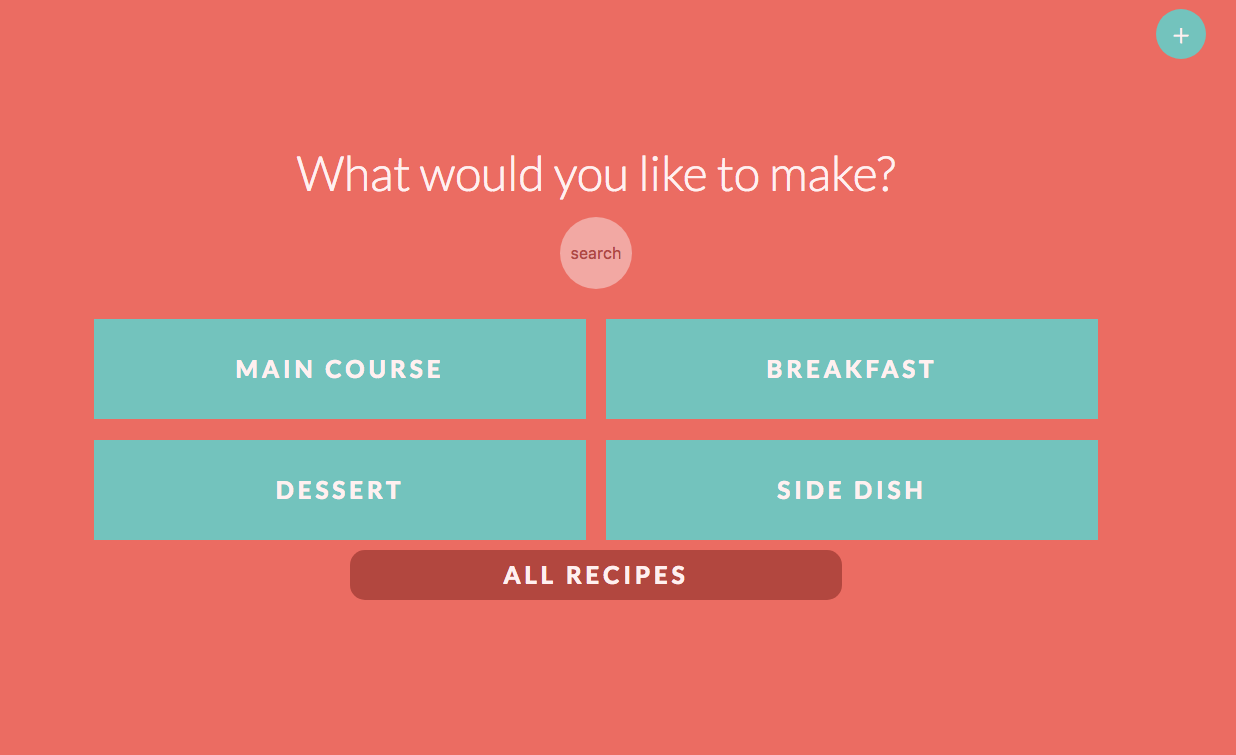 +
What would you like to make?
search
MAIN COURSE
BREAKFAST
DESSERT
SIDE DISH
ALL RECIPES